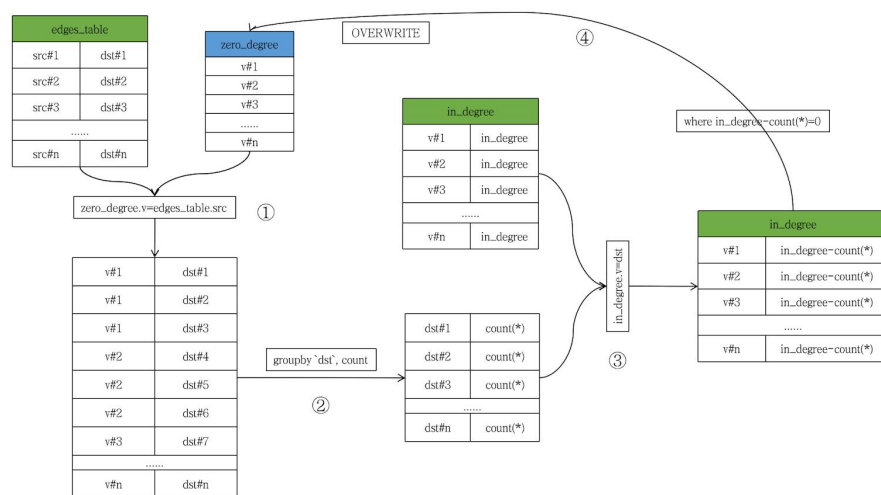 edges_table
src#1 dst#1
src#2 dst#2
src#3 dst#3
......
src#n dst#n
zero_degree
v#1
v#2
v#3
......
v#n
OVERWRITE
④
where in_degree-count(*)=0
in_degree
v#1 in_degree
v#2 in_degree
v#3 in_degree
......
v#n in_degree
zero_degree.v=edges_table.src
①
v#1 dst#1
v#1 dst#2
v#1 dst#3
v#2 dst#4
v#2 dst#5
v#2 dst#6
v#3 dst#7
......
v#n dst#n
groupby `dst`, count
②
dst#1 count(*)
dst#2 count(*)
dst#3 count(*)
......
dst#n count(*)
in_degree.v=dst
③
in_degree
v#1 in_degree-count(*)
v#2 in_degree-count(*)
v#3 in_degree-count(*)
......
v#n in_degree-count(*)